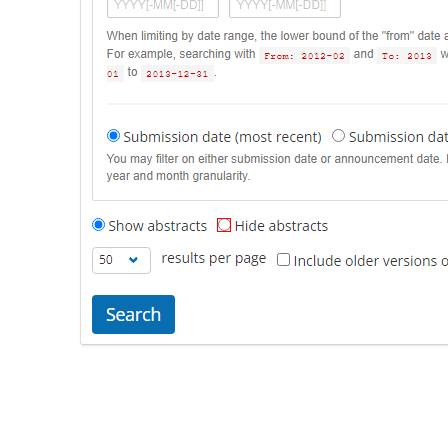 YYYY[-MM[-DD]] YYYY[-MM[-DD]]
When limiting by date range, the lower bound of the "from" date
For example, searching with From: 2012-02 and To: 2013
01 to 2013-12-31.
Submission date (most recent) Submission
You may filter on either submission date or announcement date.
year and month granularity.
Show abstracts Hide abstracts
50 results per page Include older versions
Search